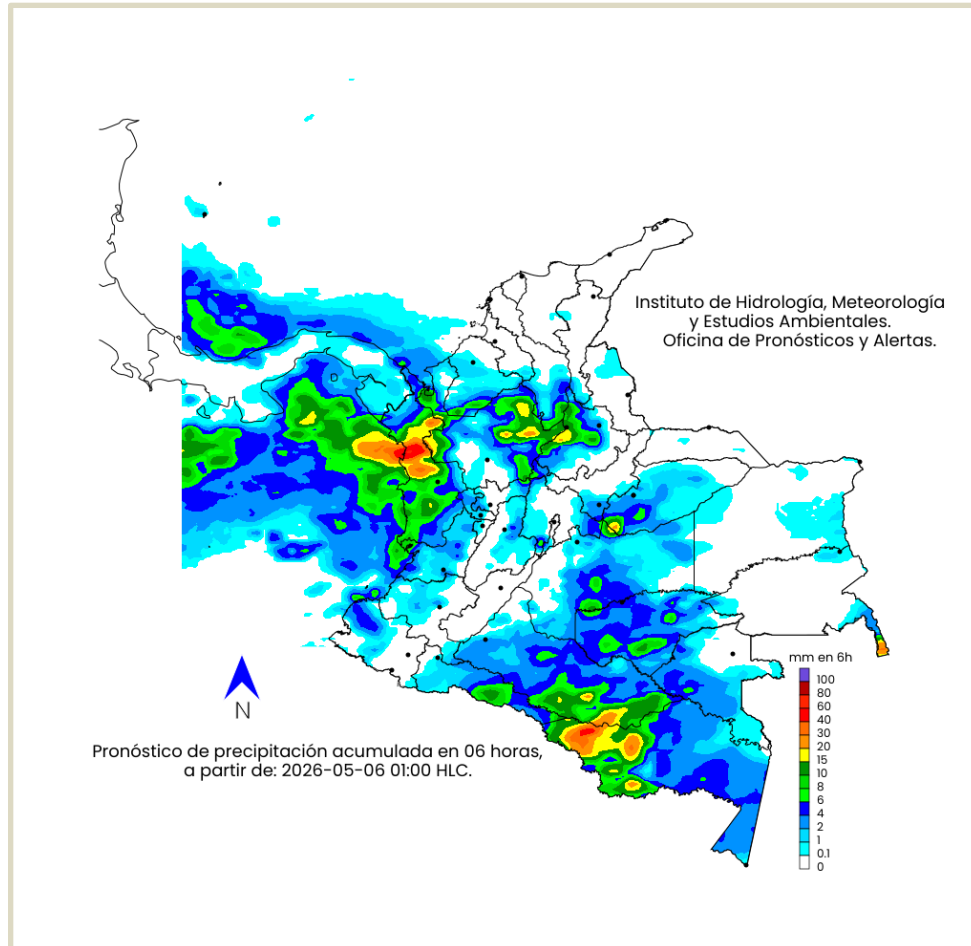 Instituto de Hidrología, Meteorología
y Estudios Ambientales.
Oficina de Pronósticos y Alertas.
D
N
Pronóstico de precipitación acumulada en 06 horas,
a partir de: 2026-05-06 01:00 HLC.
mm en 6h
100
80
60
40
30
20
15
10
8
6
4
2
1
0.1
0